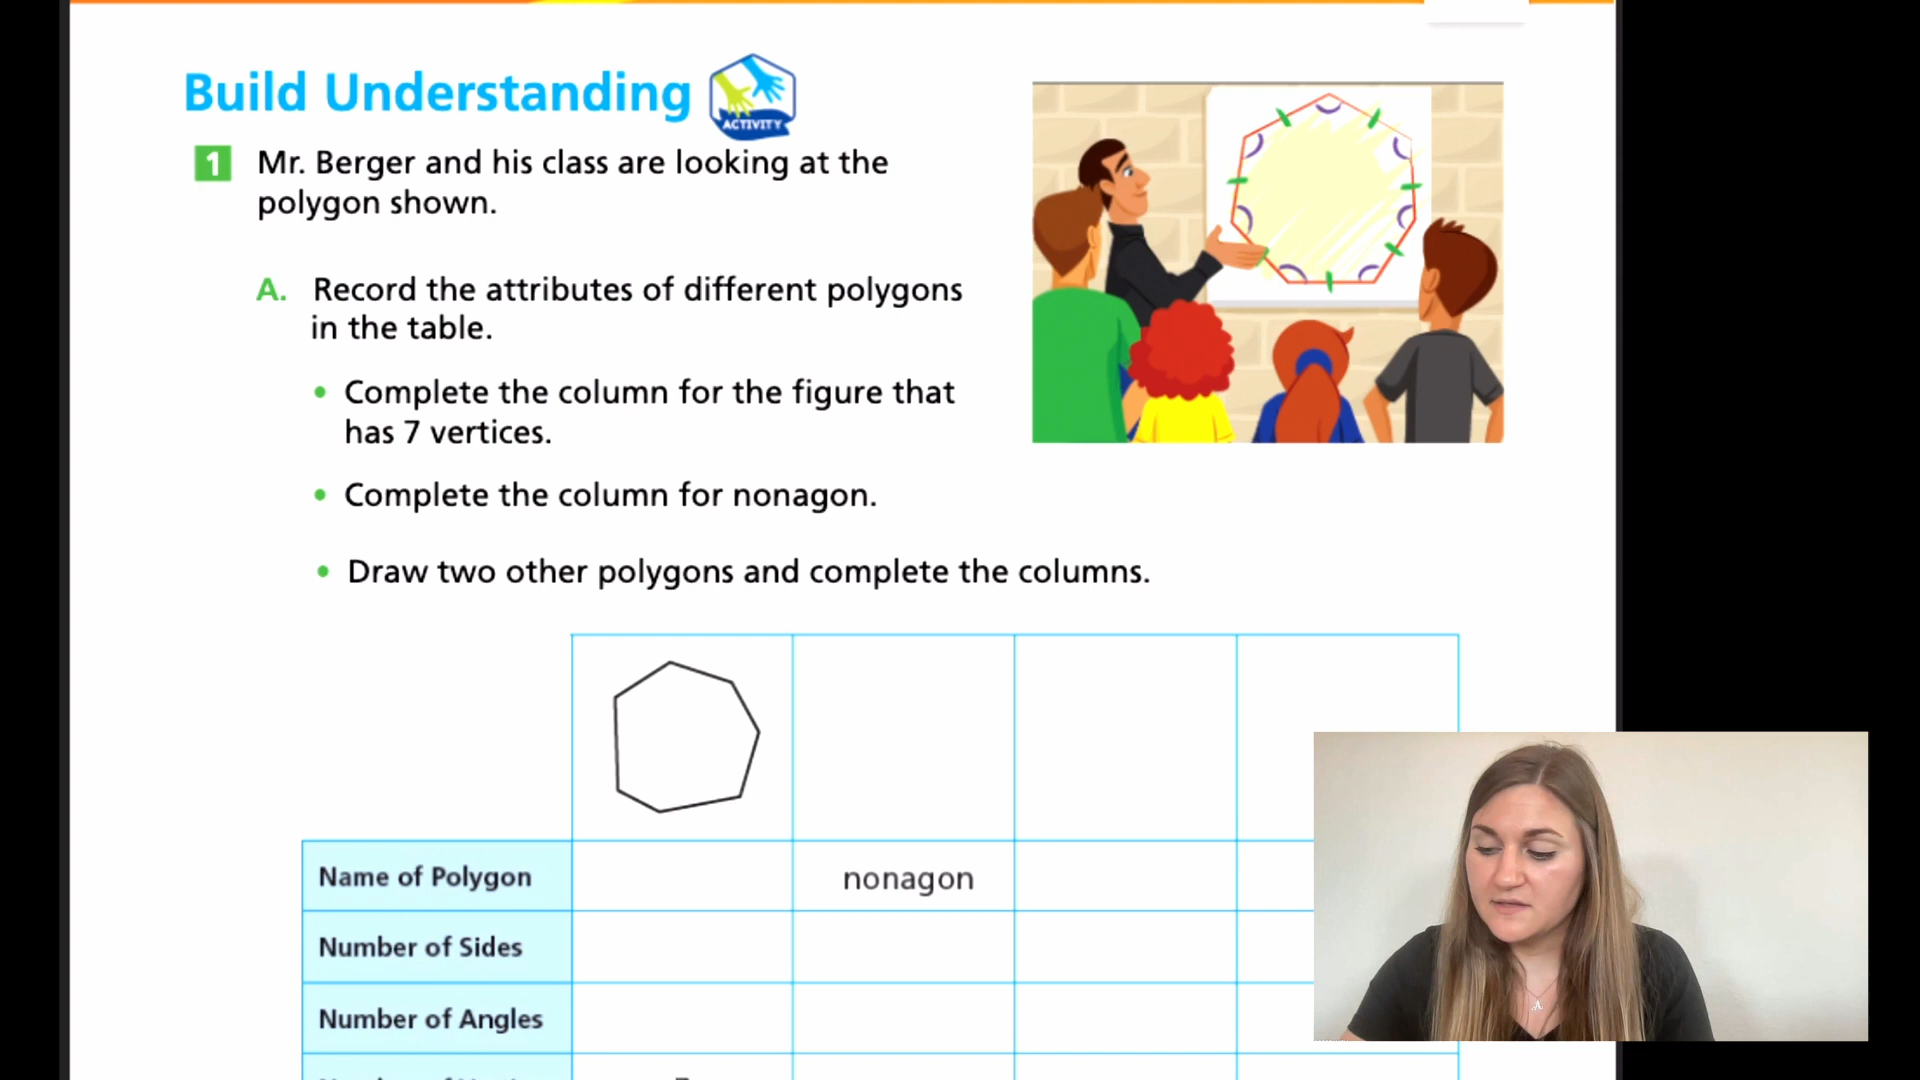 Build Understanding
ACTIVITY
1 Mr. Berger and his class are looking at the
polygon shown.
A. Record the attributes of different polygons
in the table.
• Complete the column for the figure that
has 7 vertices.
• Complete the column for nonagon.
• Draw two other polygons and complete the columns.
Name of Polygon nonagon
Number of Sides
Number of Angles